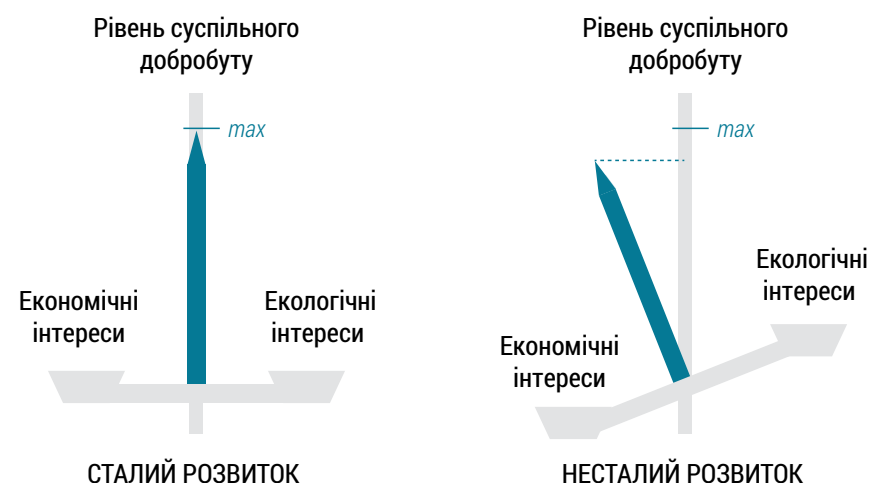 Рівень суспільного
добробуту
max
Економічні
інтереси
Екологічні
інтереси
СТАЛИЙ РОЗВИТОК
Рівень суспільного
добробуту
max
Екологічні
інтереси
Економічні
інтереси
НЕСТАЛИЙ РОЗВИТОК